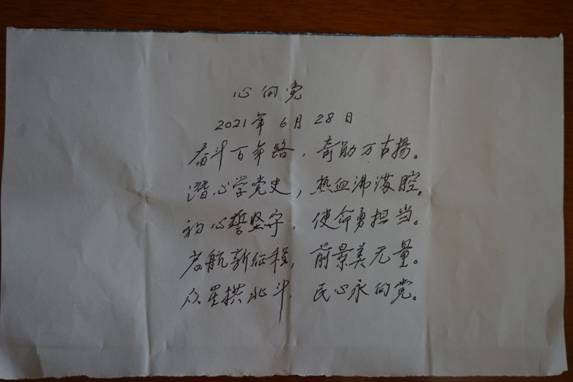 心向党
2021年6月28日
奋斗百年路，奇勋万古扬。
潜心学党史，热血沸满腔。
初心誓坚守，使命勇担当。
启航新征程，前景美无量。
众星拱北斗，民心永向党。